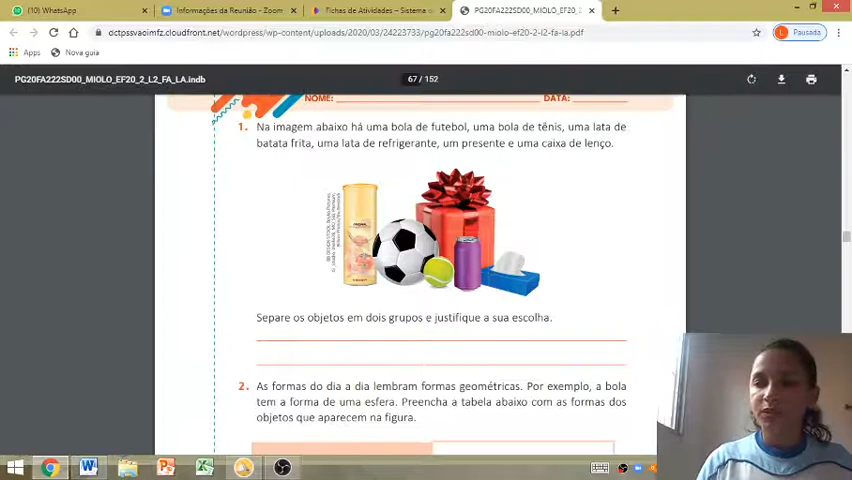 (10) WhatsApp
Informações da Reunião - Zoom
Fichas de Atividades – Sistema d
PG20FA222SD00_MIOLO_EF20_2_
dctpssvaoimfz.cloudfront.net/wordpress/wp-content/uploads/2020/03/24223733/pg20fa222sd00-miolo-ef20-2-l2-fa-la.pdf
L Pausada
Apps
Nova guia
PG20FA222SD00_MIOLO_EF20_2_L2_FA_LA.indb
67 / 152
NOME:
DATA:
1. Na imagem abaixo há uma bola de futebol, uma bola de tênis, uma lata de
batata frita, uma lata de refrigerante, um presente e uma caixa de lenço.
Separe os objetos em dois grupos e justifique a sua escolha.
2. As formas do dia a dia lembram formas geométricas. Por exemplo, a bola
tem a forma de uma esfera. Preencha a tabela abaixo com as formas dos
objetos que aparecem na figura.